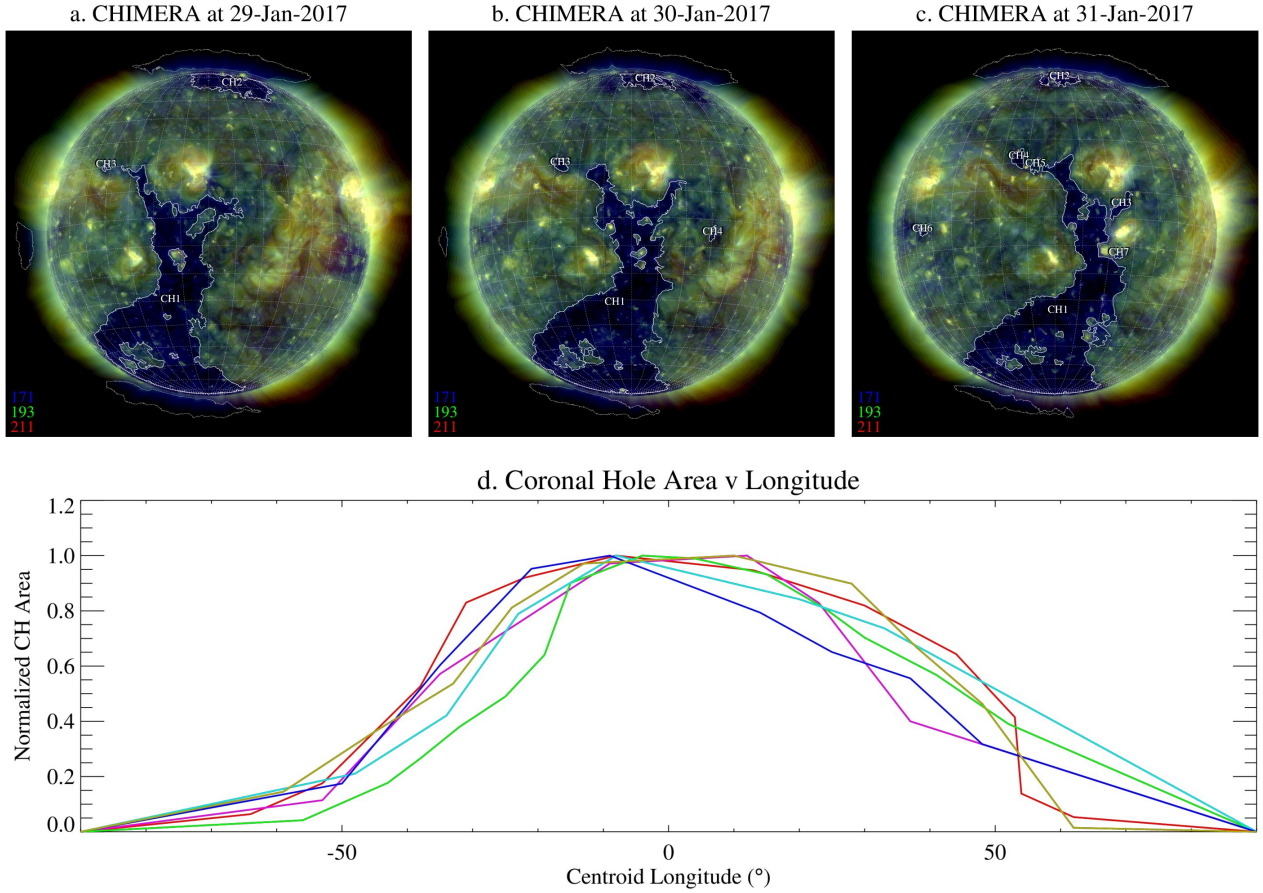 a. CHIMERA at 29-Jan-2017
CH2
CH3
CH1
171
193
211
b. CHIMERA at 30-Jan-2017
CH2
CH3
CH4
CH1
171
193
211
c. CHIMERA at 31-Jan-2017
CH2
CH4
CH5
CH3
CH6
CH7
CH1
171
193
211
d. Coronal Hole Area v Longitude
Normalized CH Area
1.2
1.0
0.8
0.6
0.4
0.2
0.0
-50
0
50
Centroid Longitude (°)